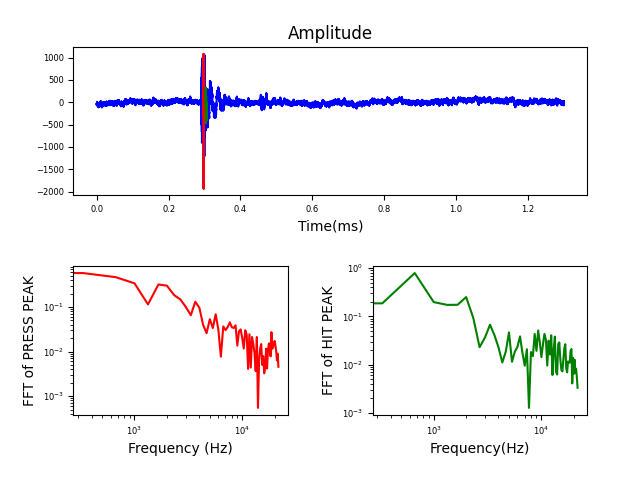 Amplitude
1000
500
0
−500
−1000
−1500
−2000
0.0 0.2 0.4 0.6 0.8 1.0 1.2
Time(ms)
FFT of PRESS PEAK
10⁻¹
10⁻²
10⁻³
10³ 10⁴
Frequency (Hz)
FFT of HIT PEAK
10⁰
10⁻¹
10⁻²
10⁻³
10³ 10⁴
Frequency(Hz)